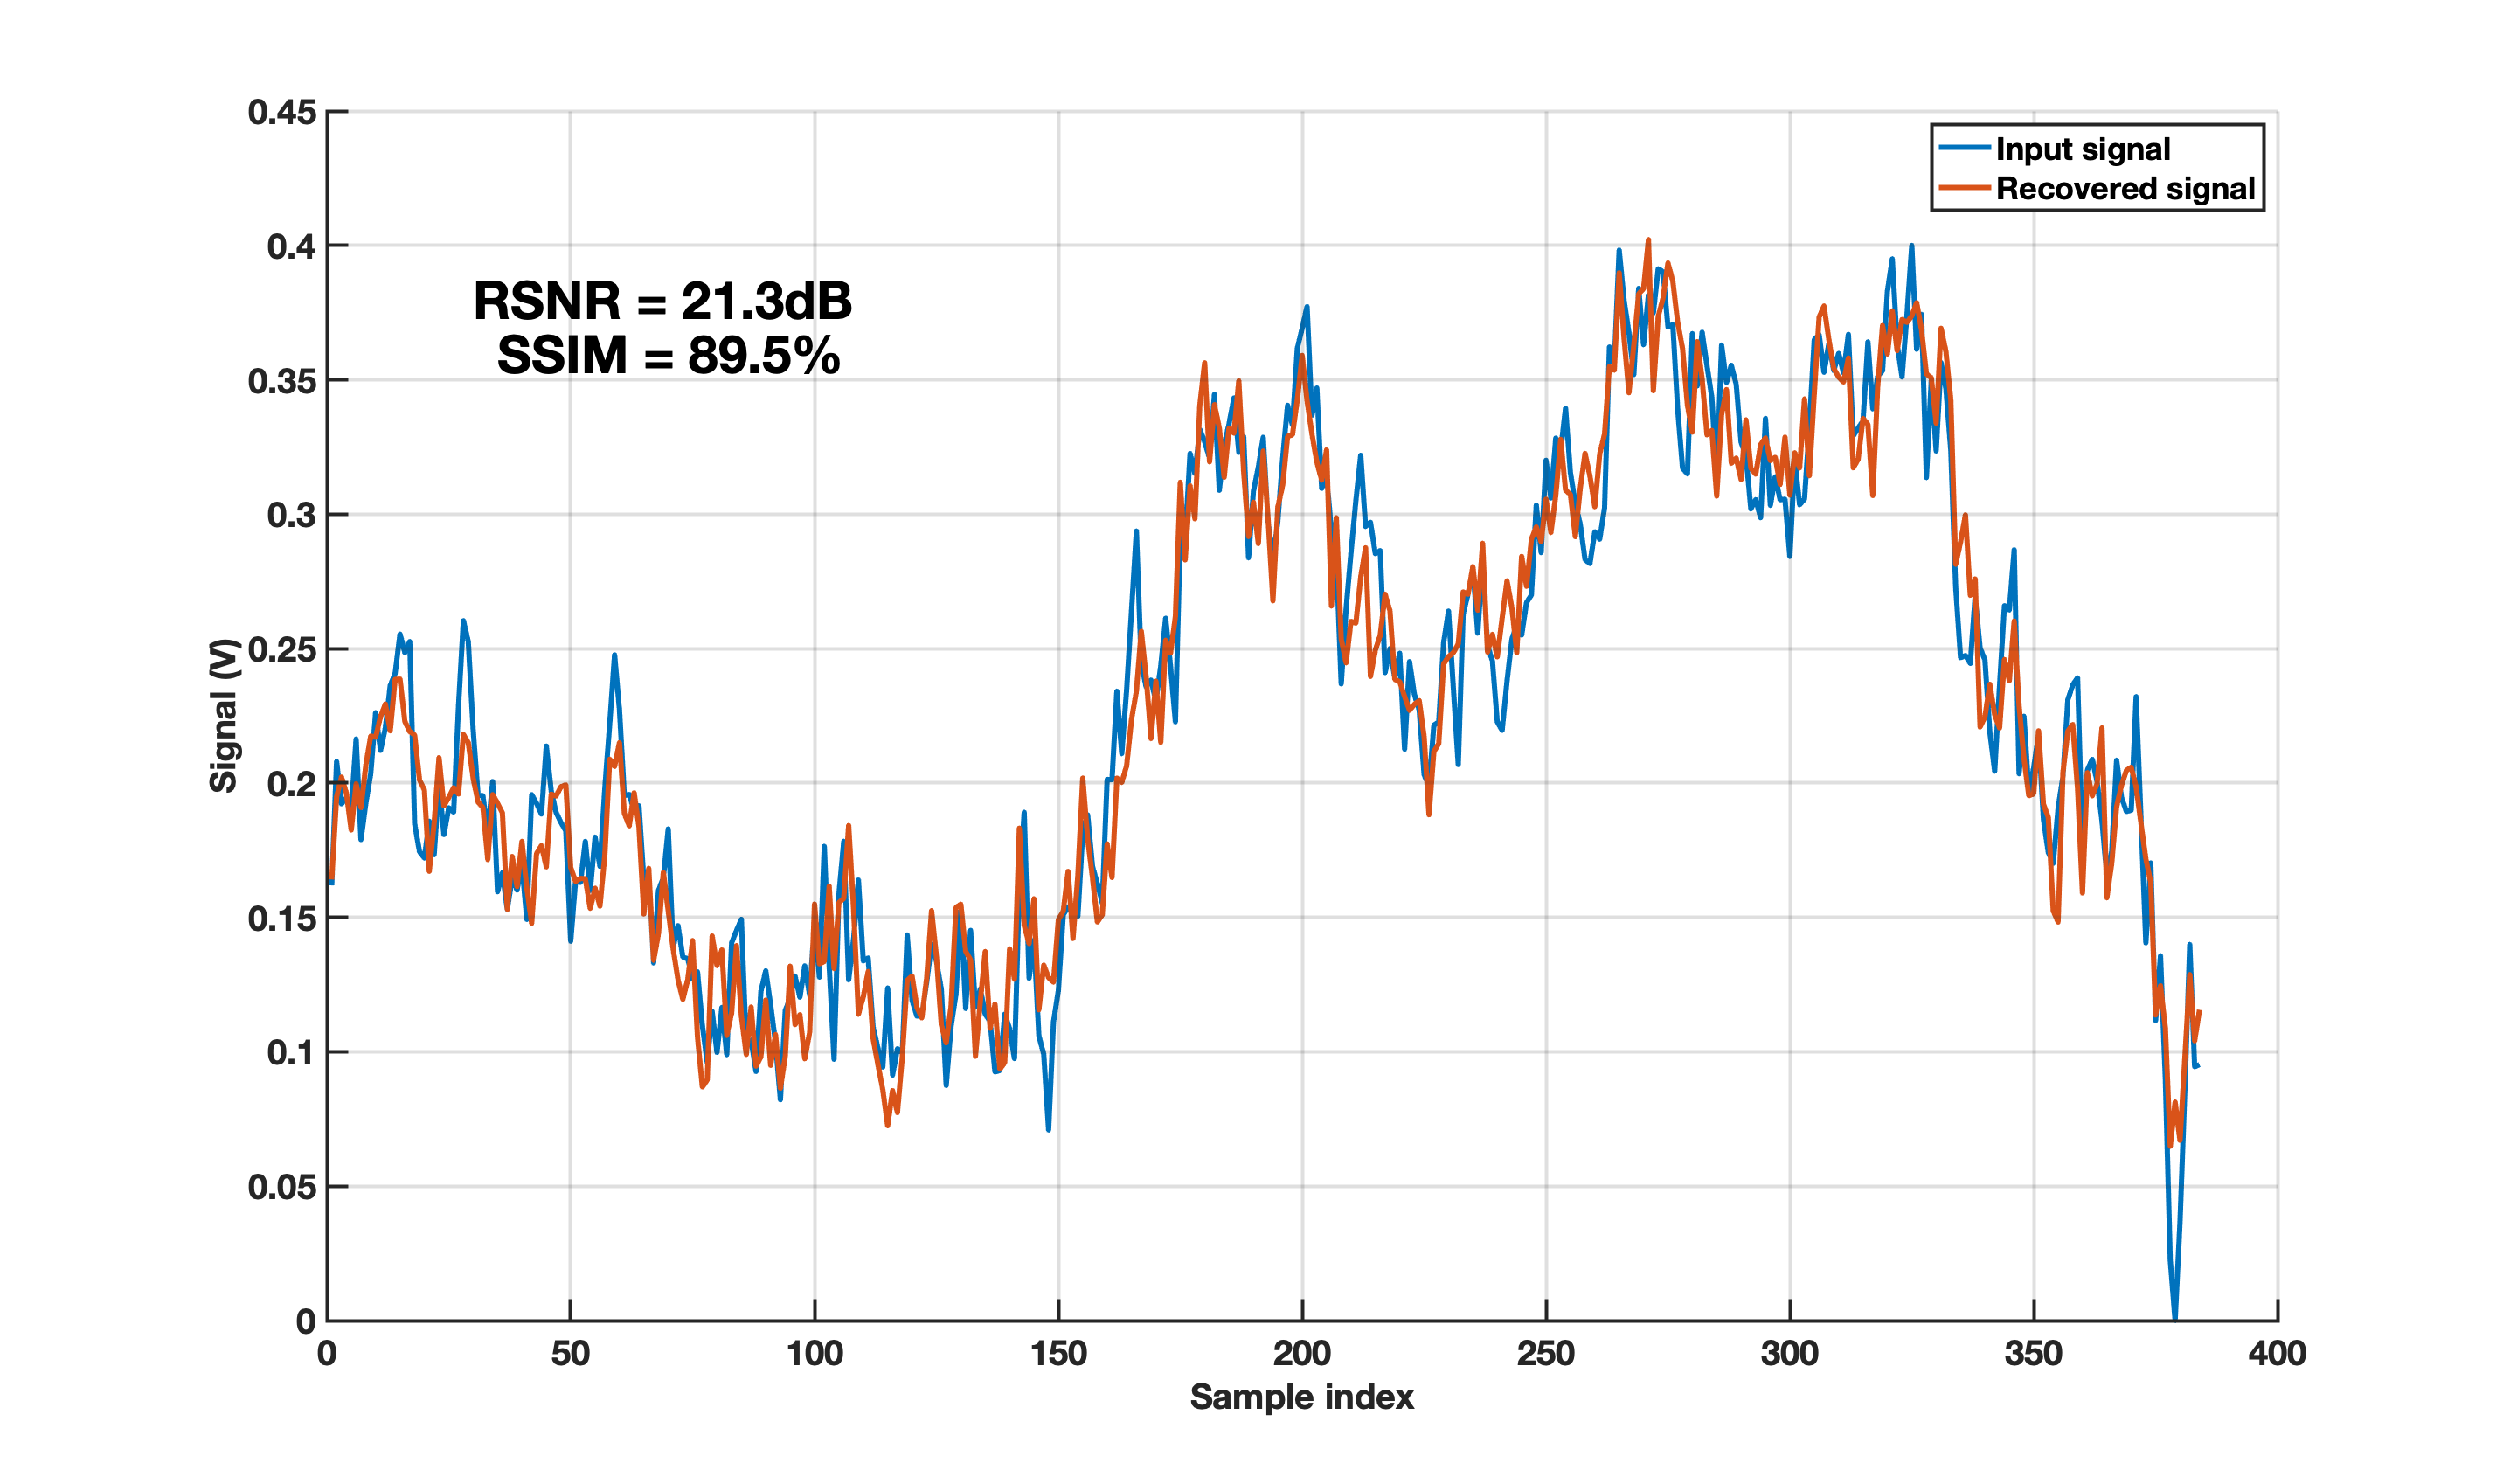 0.45
0.4
0.35
0.3
0.25
0.2
0.15
0.1
0.05
0
Signal (V)
RSNR = 21.3dB
SSIM = 89.5%
Input signal
Recovered signal
0 50 100 150 200 250 300 350 400
Sample index